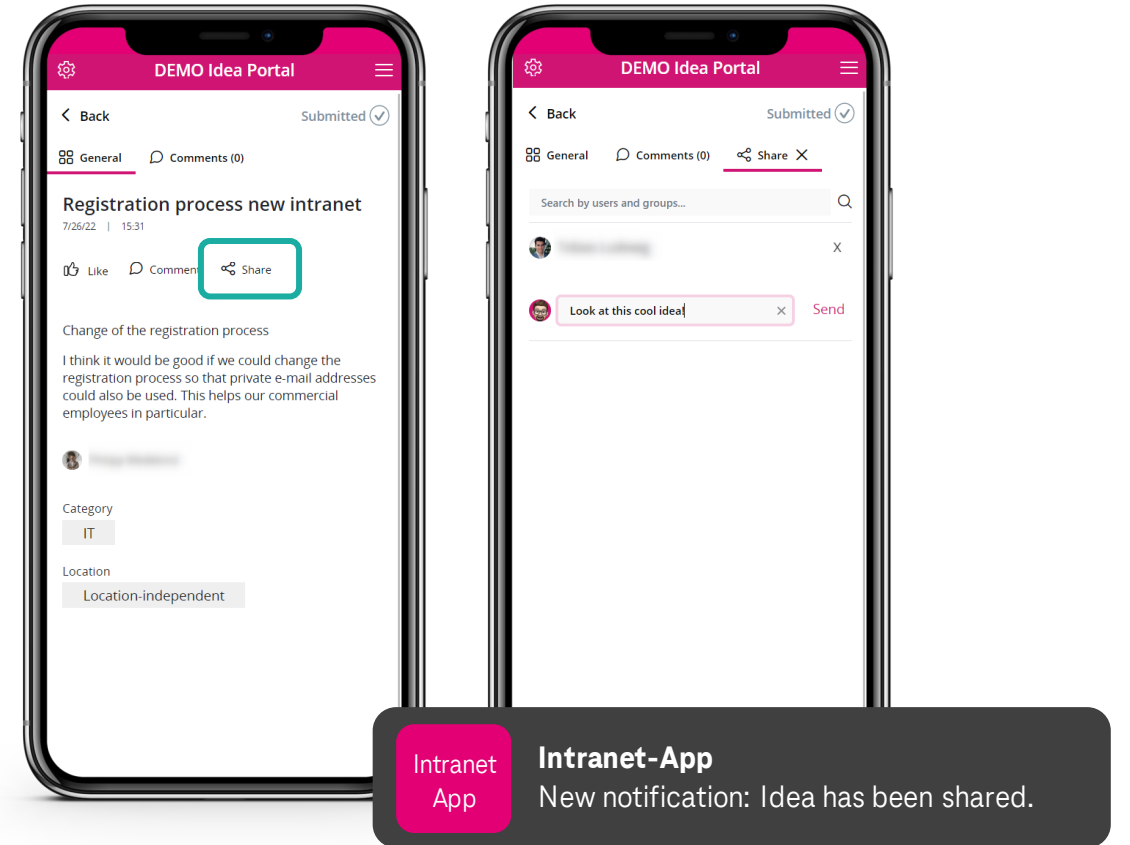 DEMO Idea Portal
Back
Submitted
General
Comments (0)
Registration process new intranet
7/26/22 | 15:31
Like
Commen
Share
Change of the registration process
I think it would be good if we could change the
registration process so that private e-mail addresses
could also be used. This helps our commercial
employees in particular.
Category
IT
Location
Location-independent
DEMO Idea Portal
Back
Submitted
General
Comments (0)
Share
Search by users and groups...
X
Look at this cool idea!
Send
Intranet
App
Intranet-App
New notification: Idea has been shared.